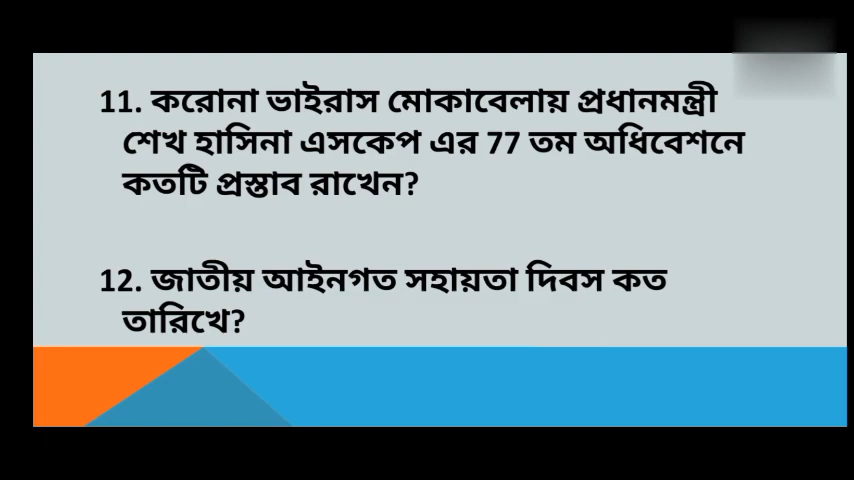 11. করোনা ভাইরাস মোকাবেলায় প্রধানমন্ত্রী
শেখ হাসিনা এসকেপ এর 77 তম অধিবেশনে
কতটি প্রস্তাব রাখেন?
12. জাতীয় আইনগত সহায়তা দিবস কত
তারিখে?